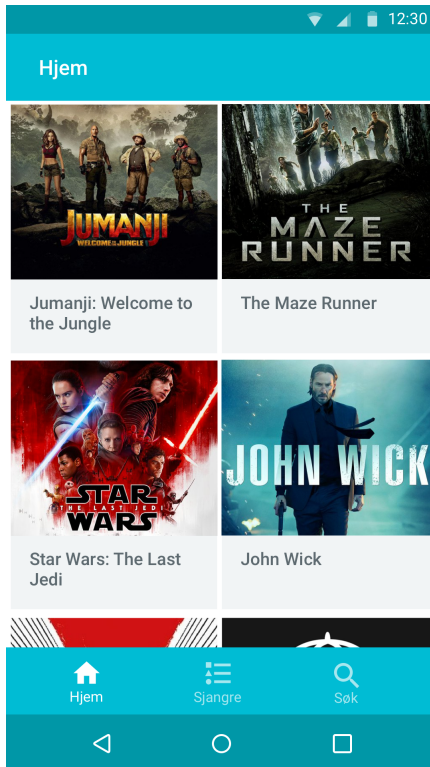 12:30
Hjem
JUMANJI
WELCOME TO THE JUNGLE
THE
MAZE
RUNNER
Jumanji: Welcome to
the Jungle
The Maze Runner
STAR
THE LAST JEDI
WARS
JOHN WICK
Star Wars: The Last
Jedi
John Wick
Hjem
Sjangre
Søk